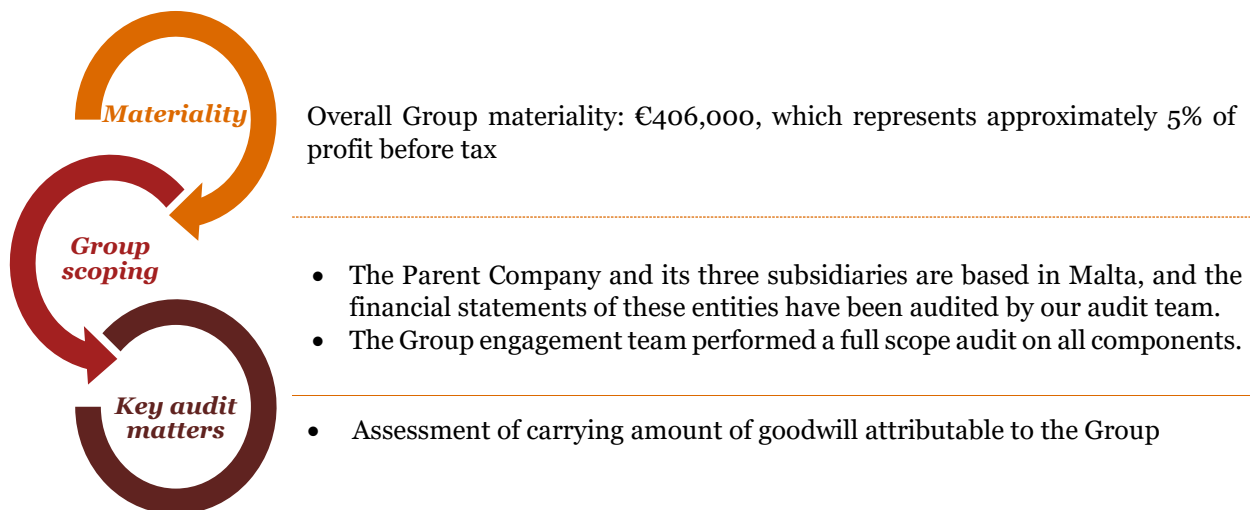 Materiality
Overall Group materiality: €406,000, which represents approximately 5% of
profit before tax
Group
scoping
• The Parent Company and its three subsidiaries are based in Malta, and the
financial statements of these entities have been audited by our audit team.
• The Group engagement team performed a full scope audit on all components.
Key audit
matters
• Assessment of carrying amount of goodwill attributable to the Group